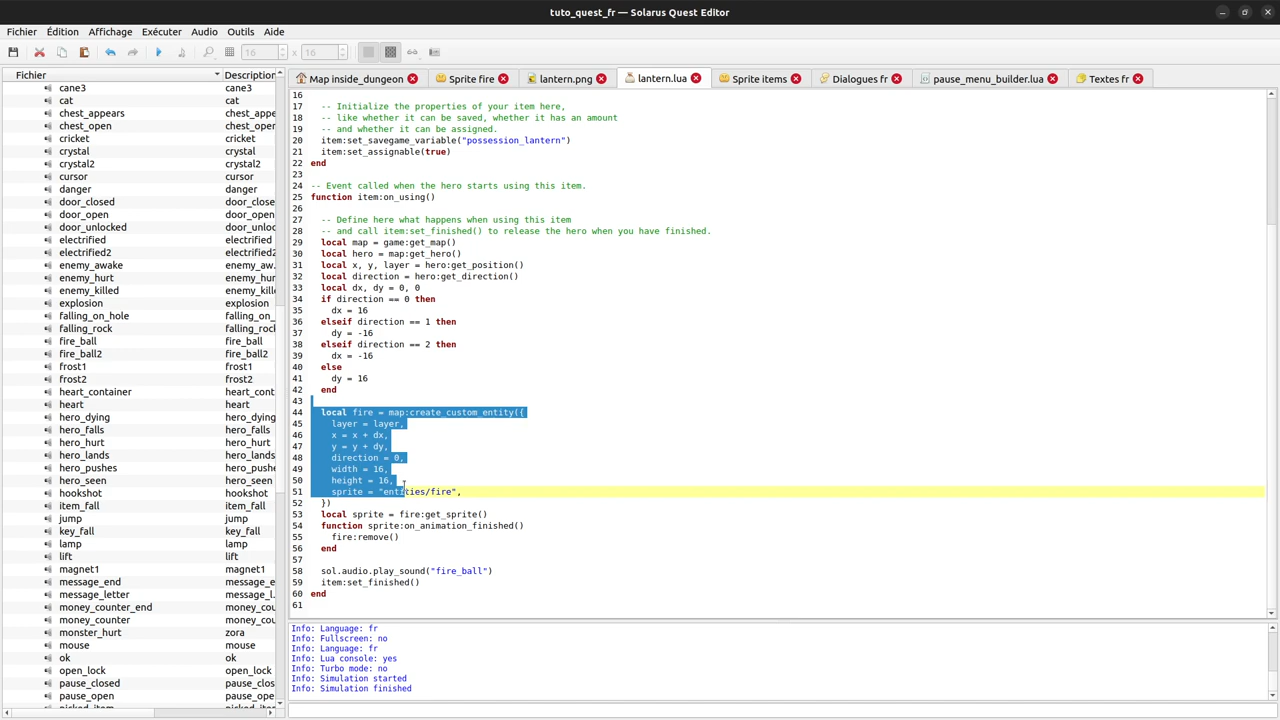 tuto_quest_fr — Solarus Quest Editor
Fichier Édition Affichage Exécuter Audio Outils Aide
16 x 16
Fichier Description
cane3 cane3
cat cat
chest_appears chest_appe
chest_open chest_open
cricket cricket
crystal crystal
crystal2 crystal2
cursor cursor
danger danger
door_closed door_closed
door_open door_open
door_unlocked door_unloc
electrified electrified
electrified2 electrified2
enemy_awake enemy_aw.
enemy_hurt enemy_hurt
enemy_killed enemy_kille
explosion explosion
falling_on_hole falling_on_
falling_rock falling_rock
fire_ball fire_ball
fire_ball2 fire_ball2
frost1 frost1
frost2 frost2
heart_container heart_conta
heart heart
hero_dying hero_dying
hero_falls hero_falls
hero_hurt hero_hurt
hero_lands hero_lands
hero_pushes hero_pushe
hero_seen hero_seen
hookshot hookshot
item_fall item_fall
jump jump
key_fall key_fall
lamp lamp
lift lift
magnet1 magnet1
message_end message_e
message_letter message_l.
money_counter_end money_cou
money_counter money_cou
monster_hurt zora
mouse mouse
ok ok
open_lock open_lock
pause_closed pause_clos
pause_open pause_open
Map inside_dungeon Sprite fire lantern.png lantern.lua Sprite items Dialogues fr pause_menu_builder.lua Textes fr
16
17 -- Initialize the properties of your item here,
18 -- like whether it can be saved, whether it has an amount
19 -- and whether it can be assigned.
20 item:set_savegame_variable("possession_lantern")
21 item:set_assignable(true)
22 end
23
24 -- Event called when the hero starts using this item.
25 function item:on_using()
26
27 -- Define here what happens when using this item
28 -- and call item:set_finished() to release the hero when you have finished.
29 local map = game:get_map()
30 local hero = map:get_hero()
31 local x, y, layer = hero:get_position()
32 local direction = hero:get_direction()
33 local dx, dy = 0, 0
34 if direction == 0 then
35 dx = 16
36 elseif direction == 1 then
37 dy = -16
38 elseif direction == 2 then
39 dx = -16
40 else
41 dy = 16
42 end
43
44 local fire = map:create_custom_entity({
45 layer = layer,
46 x = x + dx,
47 y = y + dy,
48 direction = 0,
49 width = 16,
50 height = 16,
51 sprite = "entities/fire",
52 })
53 local sprite = fire:get_sprite()
54 function sprite:on_animation_finished()
55 fire:remove()
56 end
57
58 sol.audio.play_sound("fire_ball")
59 item:set_finished()
60 end
61
Info: Language: fr
Info: Fullscreen: no
Info: Language: fr
Info: Lua console: yes
Info: Turbo mode: no
Info: Simulation started
Info: Simulation finished